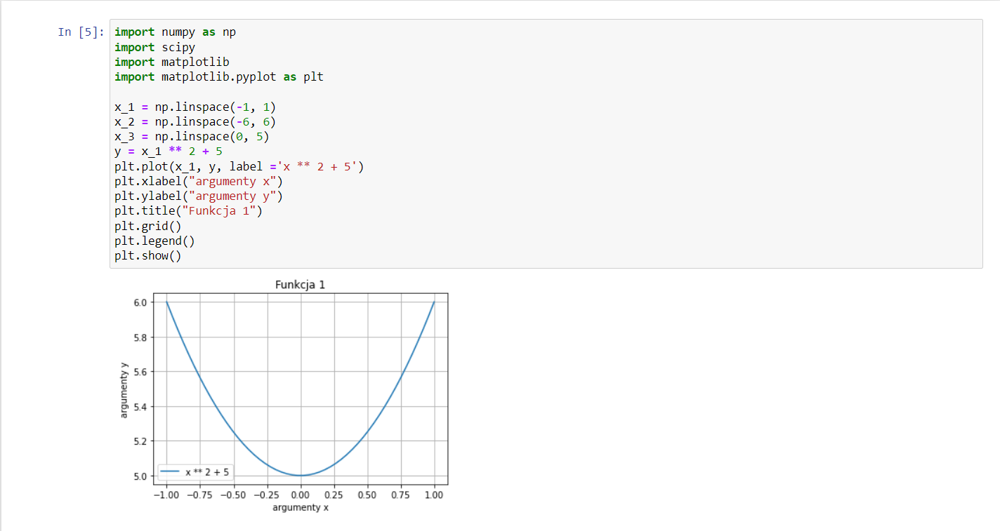 In [5]:
import numpy as np
import scipy
import matplotlib
import matplotlib.pyplot as plt
x_1 = np.linspace(-1, 1)
x_2 = np.linspace(-6, 6)
x_3 = np.linspace(0, 5)
y = x_1 ** 2 + 5
plt.plot(x_1, y, label ='x ** 2 + 5')
plt.xlabel("argumenty x")
plt.ylabel("argumenty y")
plt.title("Funkcja 1")
plt.grid()
plt.legend()
plt.show()
Funkcja 1
6.0
5.8
5.6
5.4
5.2
5.0
argumenty y
x ** 2 + 5
−1.00 −0.75 −0.50 −0.25 0.00 0.25 0.50 0.75 1.00
argumenty x